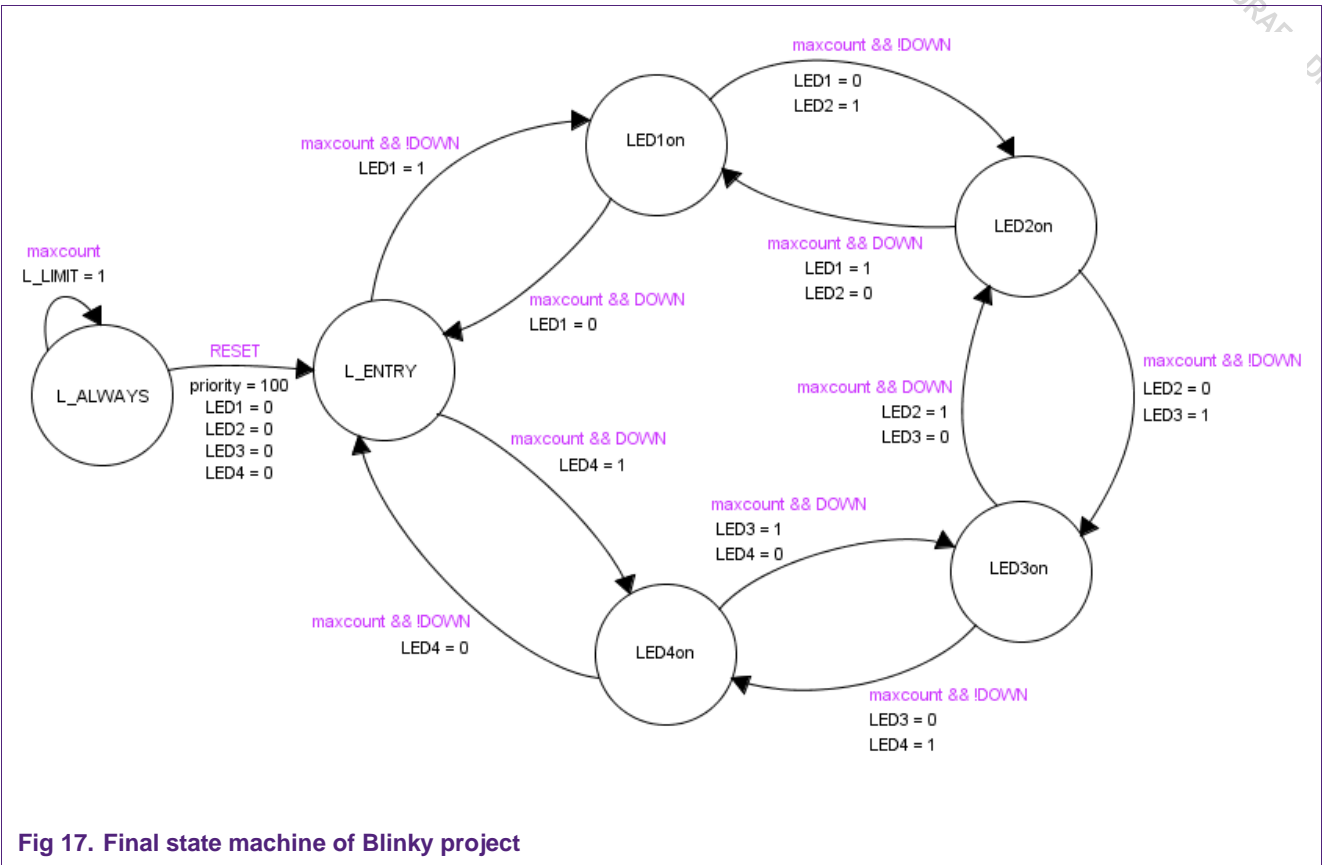 maxcount && !DOWN
LED1 = 0
LED2 = 1
LED1on
maxcount && !DOWN
LED1 = 1
LED2on
maxcount && DOWN
LED1 = 1
LED2 = 0
maxcount
L_LIMIT = 1
maxcount && DOWN
LED1 = 0
RESET
priority = 100
LED1 = 0
LED2 = 0
LED3 = 0
LED4 = 0
L_ALWAYS
L_ENTRY
maxcount && !DOWN
LED2 = 0
LED3 = 1
maxcount && DOWN
LED2 = 1
LED3 = 0
maxcount && DOWN
LED4 = 1
maxcount && DOWN
LED3 = 1
LED4 = 0
LED3on
maxcount && !DOWN
LED4 = 0
LED4on
maxcount && !DOWN
LED3 = 0
LED4 = 1
Fig 17. Final state machine of Blinky project